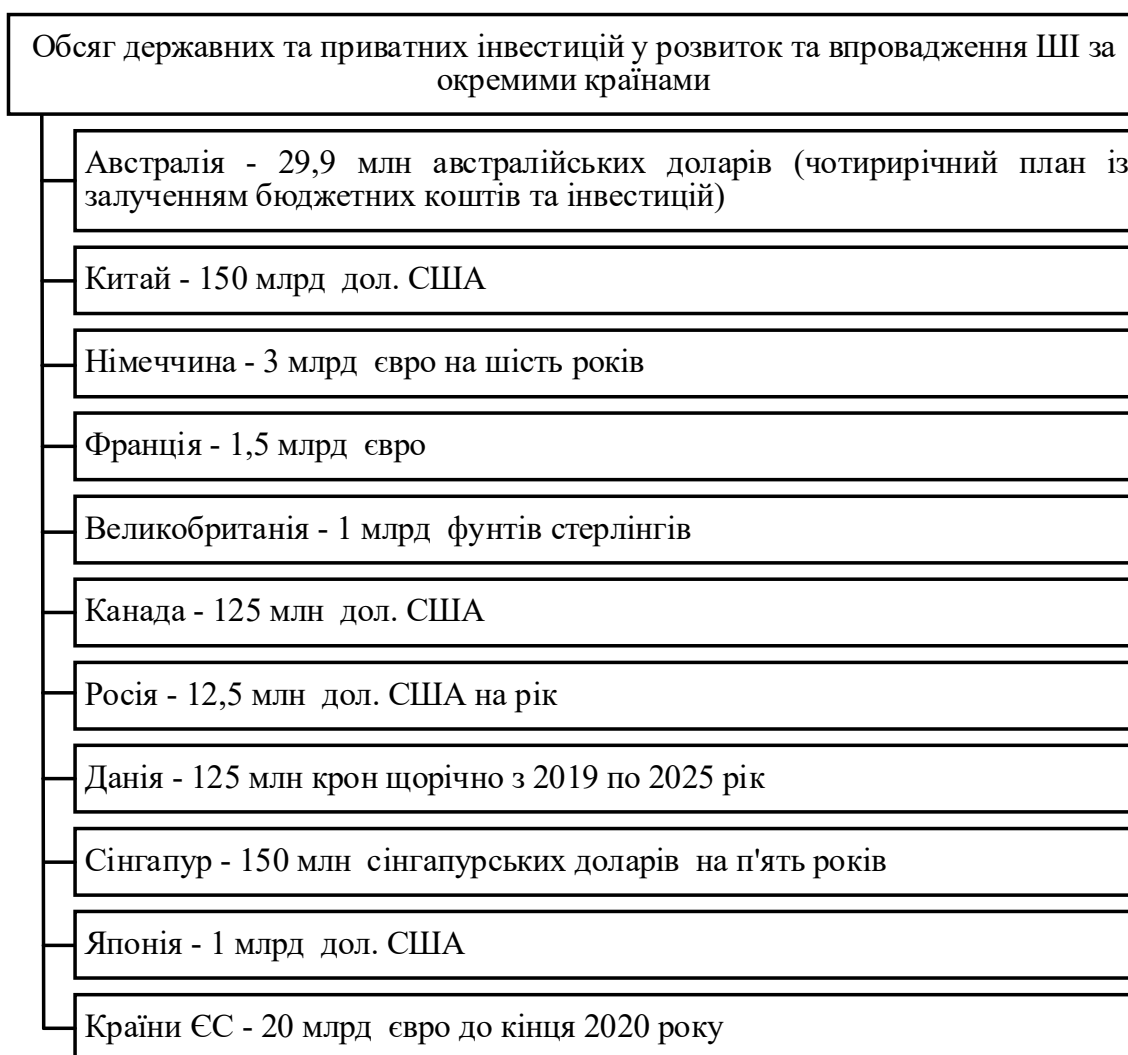 Обсяг державних та приватних інвестицій у розвиток та впровадження ШІ за
окремими країнами
Австралія - 29,9 млн австралійських доларів (чотирирічний план із
залученням бюджетних коштів та інвестицій)
Китай - 150 млрд дол. США
Німеччина - 3 млрд євро на шість років
Франція - 1,5 млрд євро
Великобританія - 1 млрд фунтів стерлінгів
Канада - 125 млн дол. США
Росія - 12,5 млн дол. США на рік
Данія - 125 млн крон щорічно з 2019 по 2025 рік
Сінгапур - 150 млн сінгапурських доларів на п'ять років
Японія - 1 млрд дол. США
Країни ЄС - 20 млрд євро до кінця 2020 року